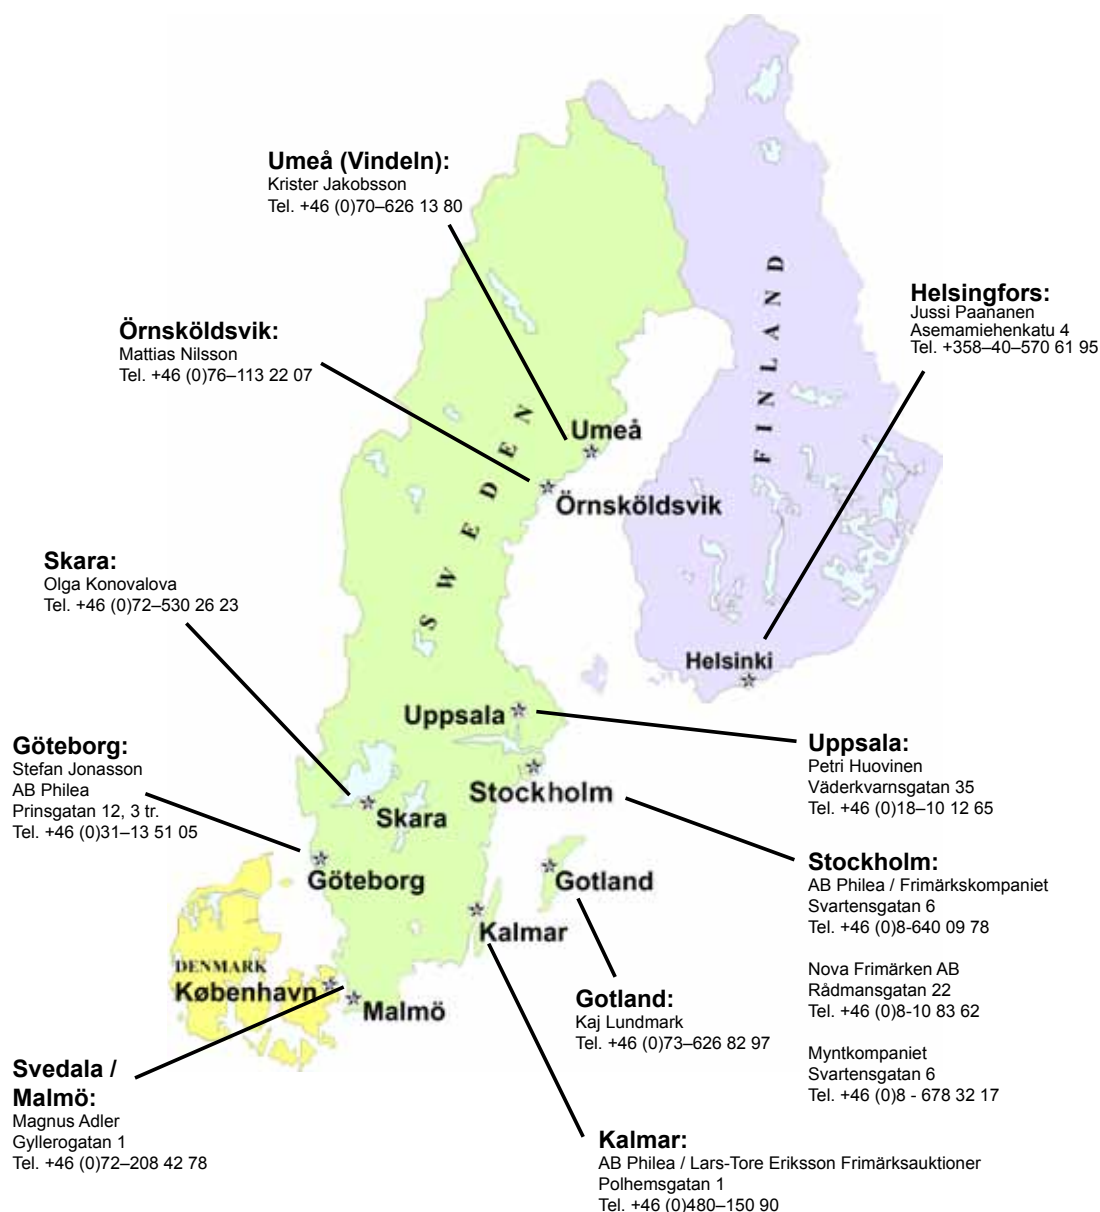 Umeå (Vindeln):
Krister Jakobsson
Tel. +46 (0)70–626 13 80
Örnsköldsvik:
Mattias Nilsson
Tel. +46 (0)76–113 22 07
Helsingfors:
Jussi Paananen
Asemamiehenkatu 4
Tel. +358–40–570 61 95
FINLAND
SWEDEN
Umeå
Örnsköldsvik
Skara:
Olga Konovalova
Tel. +46 (0)72–530 26 23
Helsinki
Uppsala
Stockholm
Skara
Göteborg:
Stefan Jonasson
AB Philea
Prinsgatan 12, 3 tr.
Tel. +46 (0)31–13 51 05
Uppsala:
Petri Huovinen
Väderkvarnsgatan 35
Tel. +46 (0)18–10 12 65
Göteborg
Gotland
Kalmar
DENMARK
København
Malmö
Stockholm:
AB Philea / Frimärkskompaniet
Svartensgatan 6
Tel. +46 (0)8-640 09 78
Nova Frimärken AB
Rådmansgatan 22
Tel. +46 (0)8-10 83 62
Myntkompaniet
Svartensgatan 6
Tel. +46 (0)8 - 678 32 17
Gotland:
Kaj Lundmark
Tel. +46 (0)73–626 82 97
Svedala /
Malmö:
Magnus Adler
Gyllerogatan 1
Tel. +46 (0)72–208 42 78
Kalmar:
AB Philea / Lars-Tore Eriksson Frimärksauktioner
Polhemsgatan 1
Tel. +46 (0)480–150 90